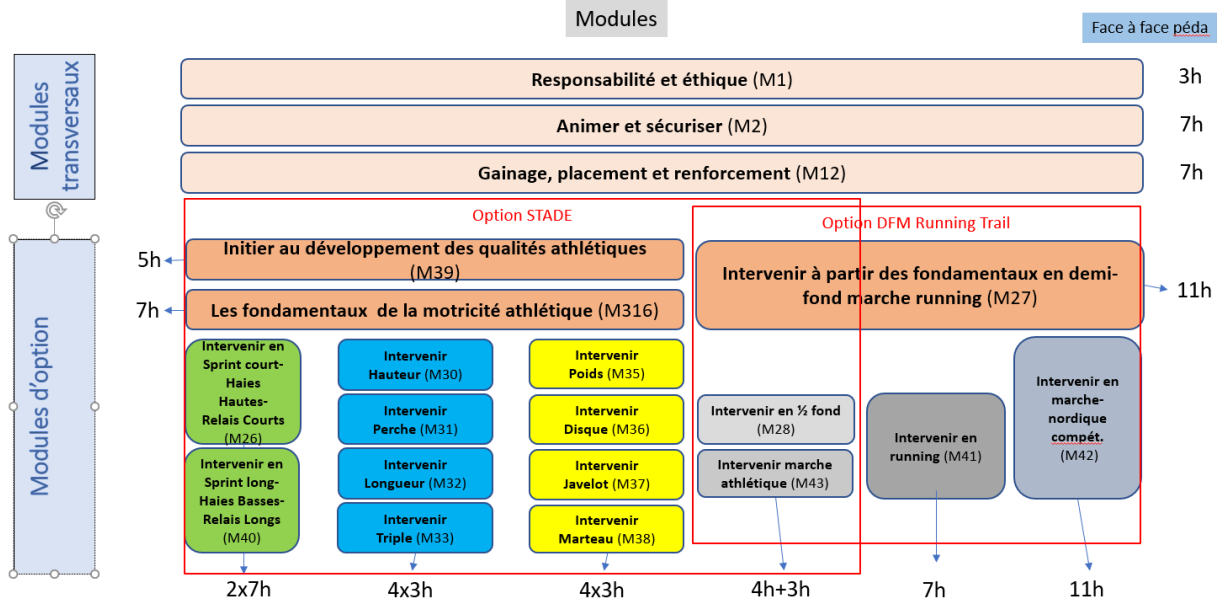 Modules
Face à face péda
Modules
transversaux
Responsabilité et éthique (M1)
3h
Animer et sécuriser (M2)
7h
Gainage, placement et renforcement (M12)
7h
Modules d'option
Option STADE
Option DFM Running Trail
5h
Initier au développement des qualités athlétiques
(M39)
7h
Les fondamentaux de la motricité athlétique (M316)
Intervenir à partir des fondamentaux en demi-
fond marche running (M27)
11h
Intervenir en
Sprint court-
Haies
Hautes-
Relais Courts
(M26)
Intervenir en
Sprint long-
Haies Basses-
Relais Longs
(M40)
Intervenir
Hauteur (M30)
Intervenir
Perche (M31)
Intervenir
Longueur (M32)
Intervenir
Triple (M33)
Intervenir
Poids (M35)
Intervenir
Disque (M36)
Intervenir
Javelot (M37)
Intervenir
Marteau (M38)
Intervenir en ½ fond
(M28)
Intervenir marche
athlétique (M43)
Intervenir en
running (M41)
Intervenir en
marche-
nordique
compét.
(M42)
2x7h
4x3h
4x3h
4h+3h
7h
11h